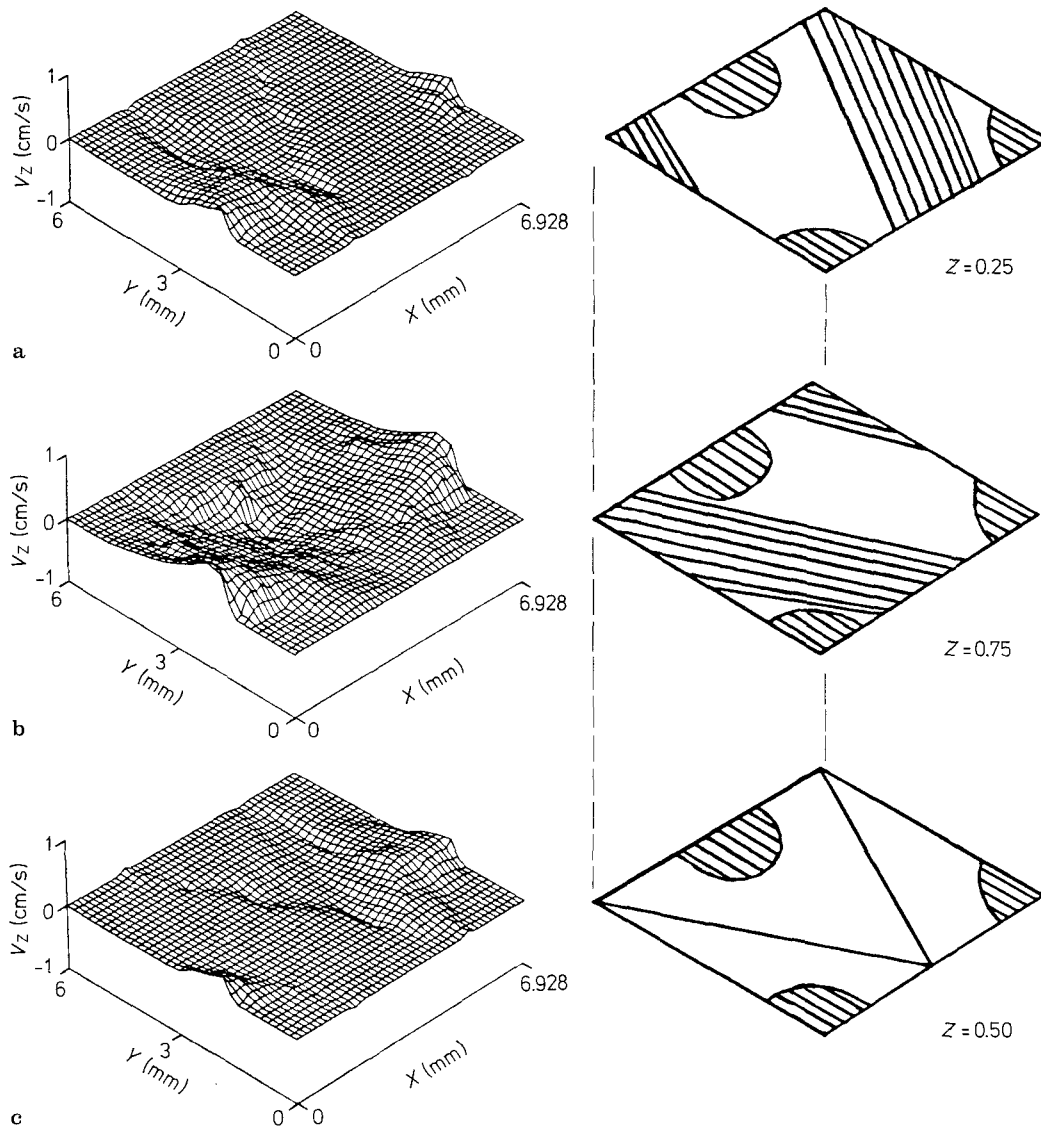 1
0
-1
V_Z (cm/s)
6
3
Y (mm)
0 0
X (mm)
6.928
Z = 0.25
a
1
0
-1
V_Z (cm/s)
6
3
Y (mm)
0 0
X (mm)
6.928
Z = 0.75
b
1
0
-1
V_Z (cm/s)
6
3
Y (mm)
0 0
X (mm)
6.928
Z = 0.50
c